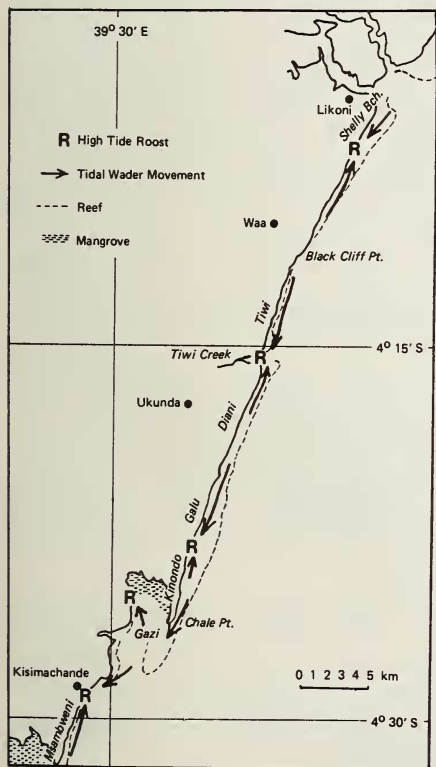 39° 30' E
Likoni
Shelly Bch.
R High Tide Roost
R
Tidal Wader Movement
Reef
Waa
Mangrove
Black Cliff Pt.
Tiwi
4° 15' S
Tiwi Creek
R
Ukunda
Diani
Galu
R
Kinondo
R
Chale Pt.
Gazi
Kisimachande
0 1 2 3 4 5 km
R
Msambweni
4° 30' S